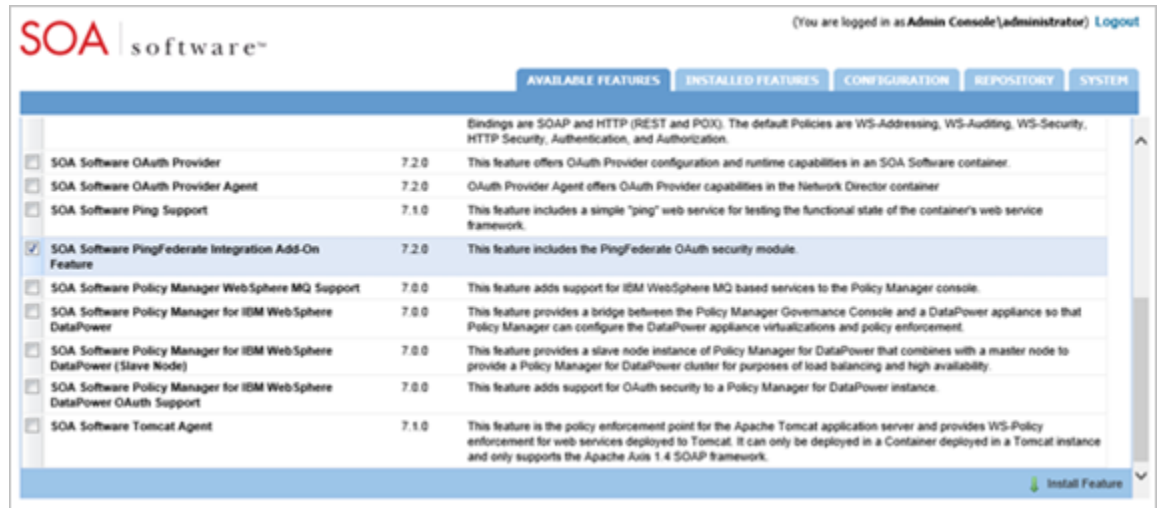 (You are logged in as Admin Console\administrator) Logout
SOA software™
AVAILABLE FEATURES INSTALLED FEATURES CONFIGURATION REPOSITORY SYSTEM
Bindings are SOAP and HTTP (REST and POX). The default Policies are WS-Addressing, WS-Auditing, WS-Security,
HTTP Security, Authentication, and Authorization.
SOA Software OAuth Provider 7.2.0 This feature offers OAuth Provider configuration and runtime capabilities in an SOA Software container.
SOA Software OAuth Provider Agent 7.2.0 OAuth Provider Agent offers OAuth Provider capabilities in the Network Director container
SOA Software Ping Support 7.1.0 This feature includes a simple "ping" web service for testing the functional state of the container's web service
framework.
SOA Software PingFederate Integration Add-On 7.2.0 This feature includes the PingFederate OAuth security module.
Feature
SOA Software Policy Manager WebSphere MQ Support 7.0.0 This feature adds support for IBM WebSphere MQ based services to the Policy Manager console.
SOA Software Policy Manager for IBM WebSphere 7.0.0 This feature provides a bridge between the Policy Manager Governance Console and a DataPower appliance so that
DataPower Policy Manager can configure the DataPower appliance virtualizations and policy enforcement.
SOA Software Policy Manager for IBM WebSphere 7.0.0 This feature provides a slave node instance of Policy Manager for DataPower that combines with a master node to
DataPower (Slave Node) provide a Policy Manager for DataPower cluster for purposes of load balancing and high availability.
SOA Software Policy Manager for IBM WebSphere 7.0.0 This feature adds support for OAuth security to a Policy Manager for DataPower instance.
DataPower OAuth Support
SOA Software Tomcat Agent 7.1.0 This feature is the policy enforcement point for the Apache Tomcat application server and provides WS-Policy
enforcement for web services deployed to Tomcat. It can only be deployed in a Container deployed in a Tomcat instance
and only supports the Apache Axis 1.4 SOAP framework.
Install Feature